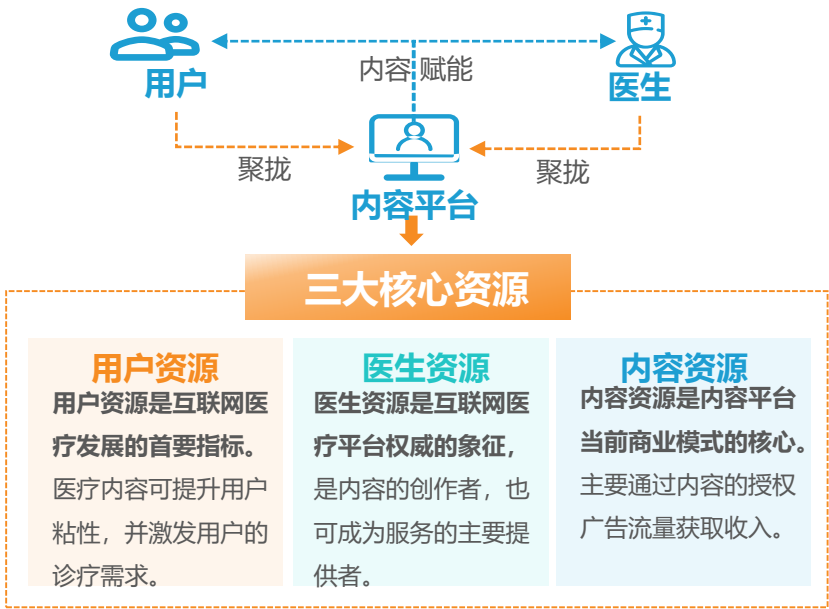 内容 赋能
用户
医生
聚拢
聚拢
内容平台
三大核心资源
用户资源
用户资源是互联网医
疗发展的首要指标。
医疗内容可提升用户
粘性，并激发用户的
诊疗需求。
医生资源
医生资源是互联网医
疗平台权威的象征，
是内容的创作者，也
可成为服务的主要提
供者。
内容资源
内容资源是内容平台
当前商业模式的核心。
主要通过内容的授权
广告流量获取收入。